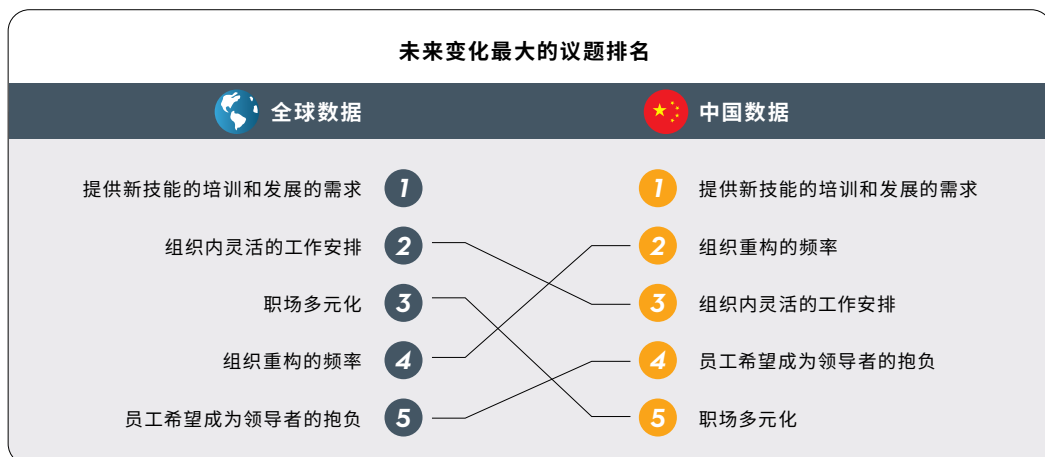 未来变化最大的议题排名
全球数据 中国数据
提供新技能的培训和发展的需求 1 1 提供新技能的培训和发展的需求
组织内灵活的工作安排 2 2 组织重构的频率
职场多元化 3 3 组织内灵活的工作安排
组织重构的频率 4 4 员工希望成为领导者的抱负
员工希望成为领导者的抱负 5 5 职场多元化